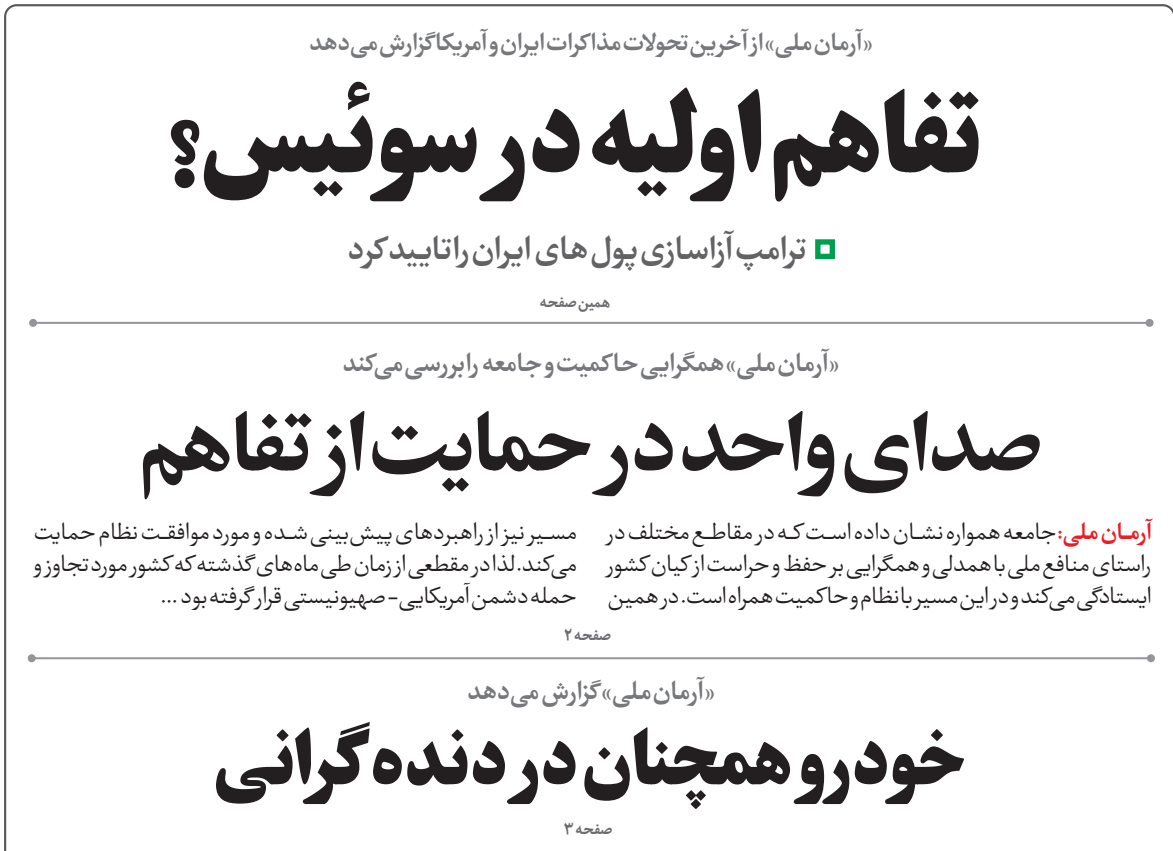 «آرمان ملی» از آخرین تحولات مذاکرات ایران و آمریکا گزارش می‌دهد
تفاهم اولیه در سوئیس؟
ترامپ آزاسازی پول های ایران را تایید کرد
همین صفحه
«آرمان ملی» همگرایی حاکمیت و جامعه را بررسی می‌کند
صدای واحد در حمایت از تفاهم
آرمان ملی: جامعه همواره نشان داده است که در مقاطع مختلف در
راستای منافع ملی با همدلی و همگرایی بر حفظ و حراست از کیان کشور
ایستادگی می‌کند و در این مسیر با نظام و حاکمیت همراه است. در همین
مسیر نیز از راهبردهای پیش‌بینی شده و مورد موافقت نظام حمایت
می‌کند. لذا در مقطعی از زمان طی ماه‌های گذشته که کشور مورد تجاوز و
حمله دشمن آمریکایی- صهیونیستی قرار گرفته بود ...
صفحه ۲
«آرمان ملی» گزارش می‌دهد
خودرو همچنان در دنده گرانی
صفحه ۳